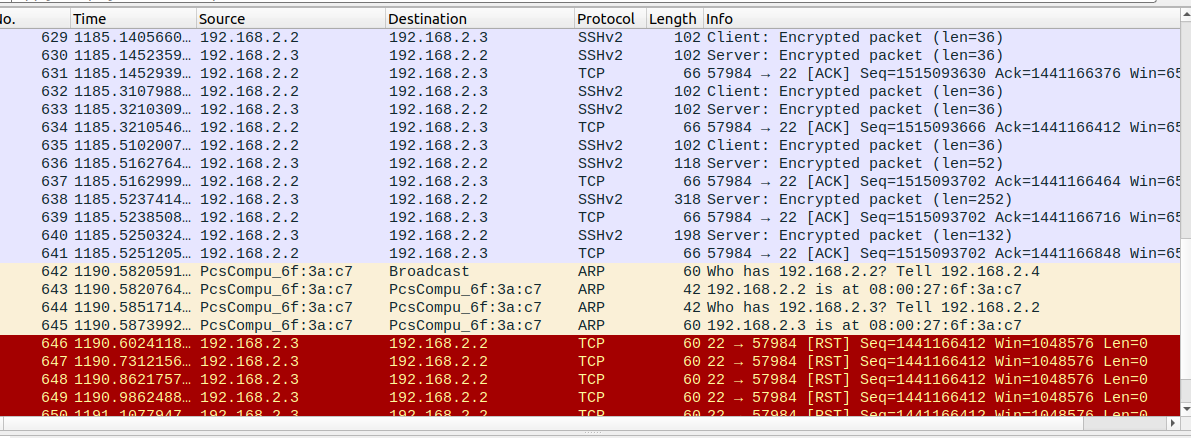 No. Time Source Destination Protocol Length Info
629 1185.1405660… 192.168.2.2 192.168.2.3 SSHv2 102 Client: Encrypted packet (len=36)
630 1185.1452359… 192.168.2.3 192.168.2.2 SSHv2 102 Server: Encrypted packet (len=36)
631 1185.1452939… 192.168.2.2 192.168.2.3 TCP 66 57984 → 22 [ACK] Seq=1515093630 Ack=1441166376 Win=65
632 1185.3107988… 192.168.2.2 192.168.2.3 SSHv2 102 Client: Encrypted packet (len=36)
633 1185.3210309… 192.168.2.3 192.168.2.2 SSHv2 102 Server: Encrypted packet (len=36)
634 1185.3210546… 192.168.2.2 192.168.2.3 TCP 66 57984 → 22 [ACK] Seq=1515093666 Ack=1441166412 Win=65
635 1185.5102007… 192.168.2.2 192.168.2.3 SSHv2 102 Client: Encrypted packet (len=36)
636 1185.5162764… 192.168.2.3 192.168.2.2 SSHv2 118 Server: Encrypted packet (len=52)
637 1185.5162999… 192.168.2.2 192.168.2.3 TCP 66 57984 → 22 [ACK] Seq=1515093702 Ack=1441166464 Win=65
638 1185.5237414… 192.168.2.3 192.168.2.2 SSHv2 318 Server: Encrypted packet (len=252)
639 1185.5238508… 192.168.2.2 192.168.2.3 TCP 66 57984 → 22 [ACK] Seq=1515093702 Ack=1441166716 Win=65
640 1185.5250324… 192.168.2.3 192.168.2.2 SSHv2 198 Server: Encrypted packet (len=132)
641 1185.5251205… 192.168.2.2 192.168.2.3 TCP 66 57984 → 22 [ACK] Seq=1515093702 Ack=1441166848 Win=65
642 1190.5820591… PcsCompu_6f:3a:c7 Broadcast ARP 60 Who has 192.168.2.2? Tell 192.168.2.4
643 1190.5820764… PcsCompu_6f:3a:c7 PcsCompu_6f:3a:c7 ARP 42 192.168.2.2 is at 08:00:27:6f:3a:c7
644 1190.5851714… PcsCompu_6f:3a:c7 PcsCompu_6f:3a:c7 ARP 42 Who has 192.168.2.3? Tell 192.168.2.2
645 1190.5873992… PcsCompu_6f:3a:c7 PcsCompu_6f:3a:c7 ARP 60 192.168.2.3 is at 08:00:27:6f:3a:c7
646 1190.6024118… 192.168.2.3 192.168.2.2 TCP 60 22 → 57984 [RST] Seq=1441166412 Win=1048576 Len=0
647 1190.7312156… 192.168.2.3 192.168.2.2 TCP 60 22 → 57984 [RST] Seq=1441166412 Win=1048576 Len=0
648 1190.8621757… 192.168.2.3 192.168.2.2 TCP 60 22 → 57984 [RST] Seq=1441166412 Win=1048576 Len=0
649 1190.9862488… 192.168.2.3 192.168.2.2 TCP 60 22 → 57984 [RST] Seq=1441166412 Win=1048576 Len=0
650 1191.1077947… 192.168.2.3 192.168.2.2 TCP 60 22 → 57984 [RST] Seq=1441166412 Win=1048576 Len=0